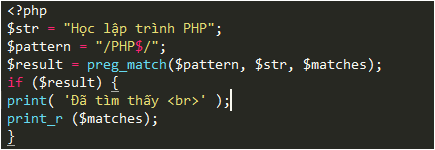 <?php
$str = "Học lập trình PHP";
$pattern = "/PHP$/";
$result = preg_match($pattern, $str, $matches);
if ($result) {
print( 'Đã tìm thấy <br>' );
print_r ($matches);
}